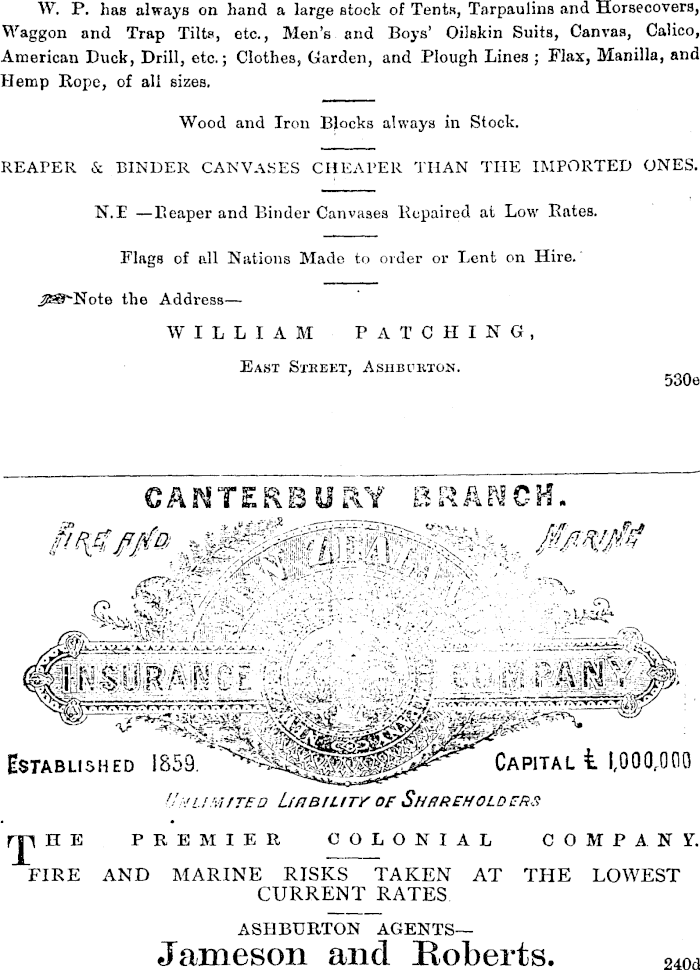 W. P. has always on hand a large stock of Tents, Tarpaulins and Horsecovers,
Waggon and Trap Tilts, etc., Men's and Boys' Oilskin Suits, Canvas, Calico,
American Duck, Drill, etc.; Clothes, Garden, and Plough Lines; Flax, Manilla, and
Hemp Rope, of all sizes.
Wood and Iron Blocks always in Stock.
REAPER & BINDER CANVASES CHEAPER THAN THE IMPORTED ONES.
N.E —Reaper and Binder Canvases Repaired at Low Rates.
Flags of all Nations Made to order or Lent on Hire.
Note the Address—
WILLIAM PATCHING,
EAST STREET, ASHBURTON.
530e
CANTERBURY BRANCH.
FIRE AND MARINE
INSURANCE COMPANY
ESTABLISHED 1859. CAPITAL £ 1,000,000
UNLIMITED LIABILITY OF SHAREHOLDERS
THE PREMIER COLONIAL COMPANY.
FIRE AND MARINE RISKS TAKEN AT THE LOWEST
CURRENT RATES
ASHBURTON AGENTS—
Jameson and Roberts.
240d